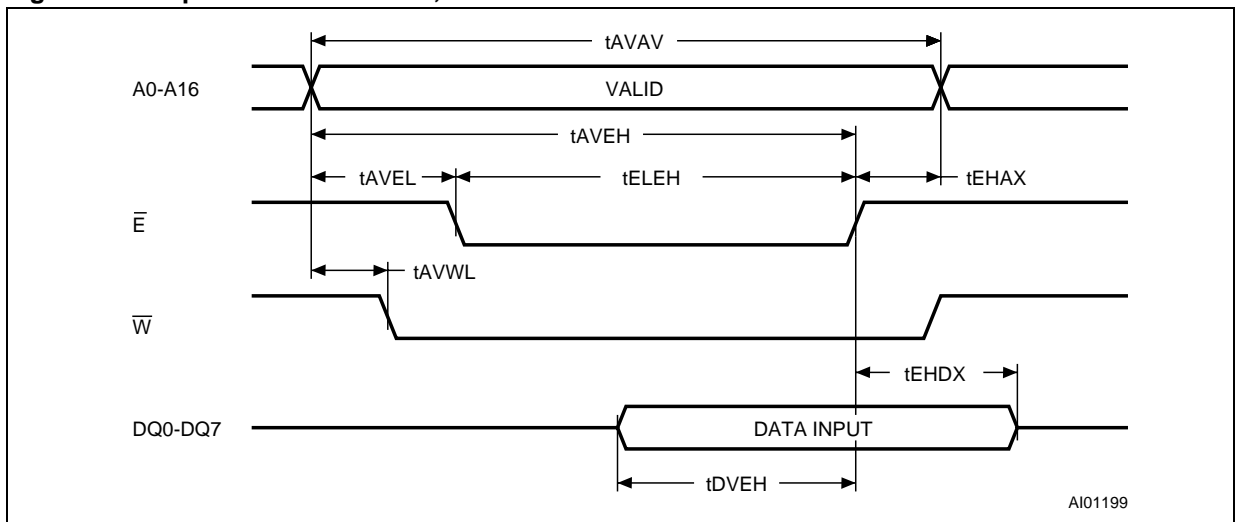 tAVAV
A0-A16
VALID
tAVEH
tAVEL
tELEH
tEHAX
E
tAVWL
W
tEHDX
DQ0-DQ7
DATA INPUT
tDVEH
AI01199